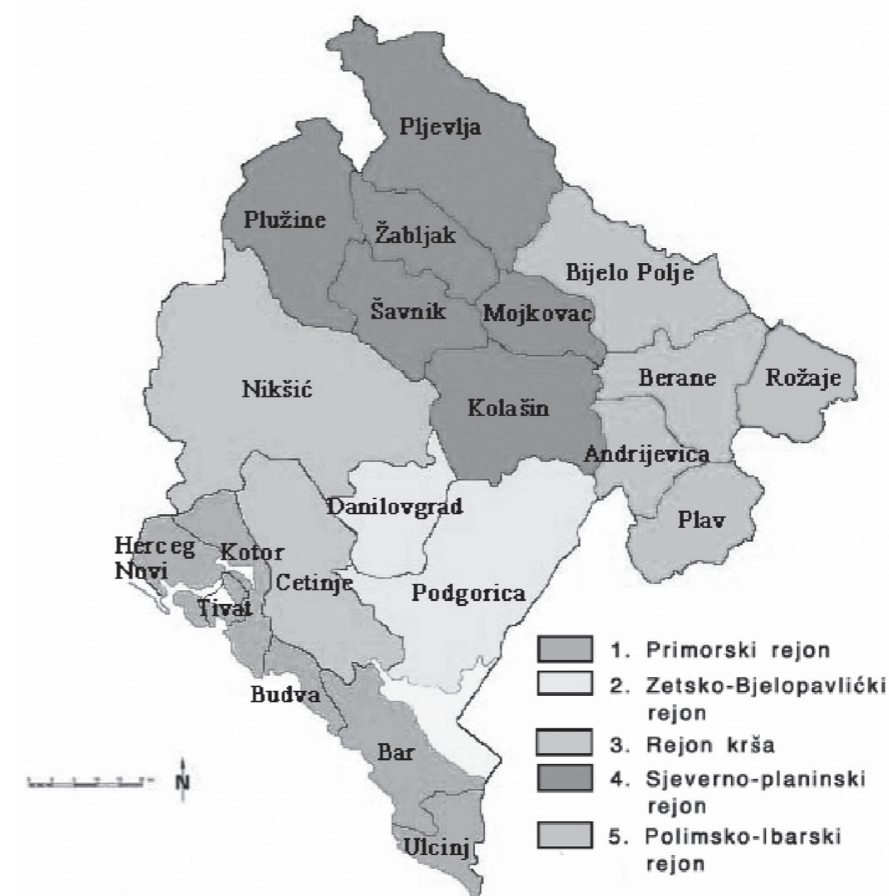 Pljevlja
Plužine
Žabljak
Bijelo Polje
Šavnik
Mojkovac
Nikšić
Berane
Rožaje
Kolašin
Andrijevica
Danilovgrad
Plav
Herceg
Novi
Kotor
Cetinje
Podgorica
Tivat
Budva
Bar
Ulcinj
N
1. Primorski rejon
2. Zetsko-Bjelopavlićki
rejon
3. Rejon krša
4. Sjeverno-planinski
rejon
5. Polimsko-Ibarski
rejon